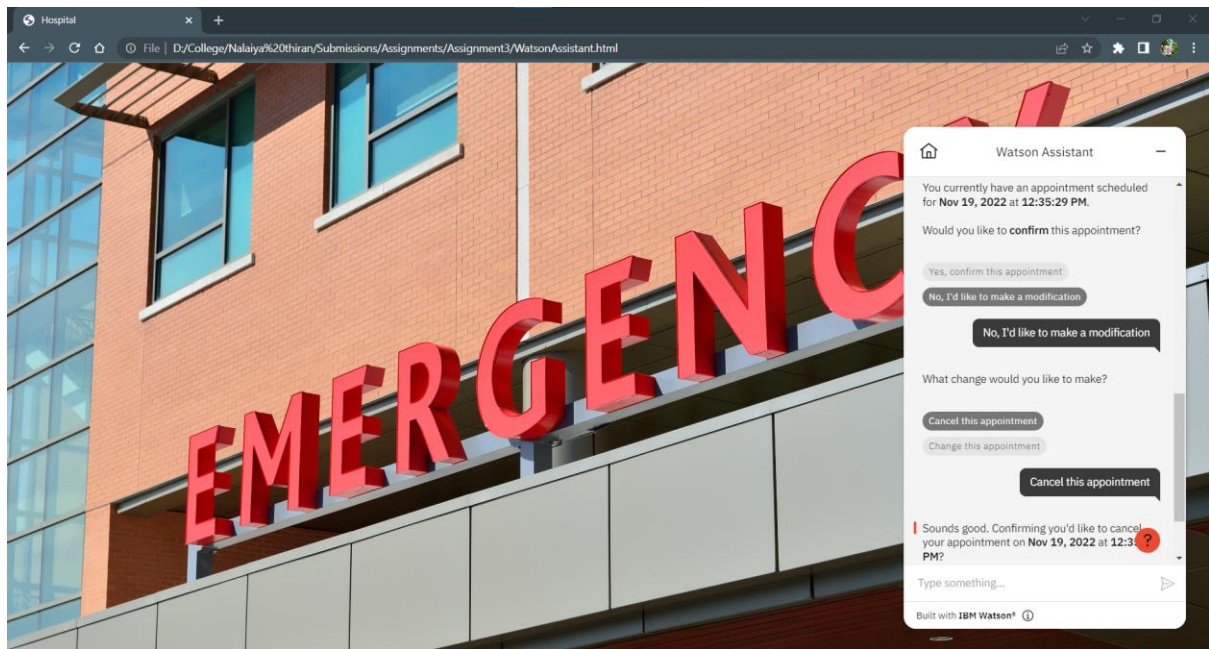 Hospital
File | D:/College/Nalaiya%20thiran/Submissions/Assignments/Assignment3/WatsonAssistant.html
EMERGENCY
Watson Assistant
You currently have an appointment scheduled
for Nov 19, 2022 at 12:35:29 PM.
Would you like to confirm this appointment?
Yes, confirm this appointment
No, I'd like to make a modification
No, I'd like to make a modification
What change would you like to make?
Cancel this appointment
Change this appointment
Cancel this appointment
Sounds good. Confirming you'd like to cancel
your appointment on Nov 19, 2022 at 12:3
PM?
?
Type something...
Built with IBM Watson®